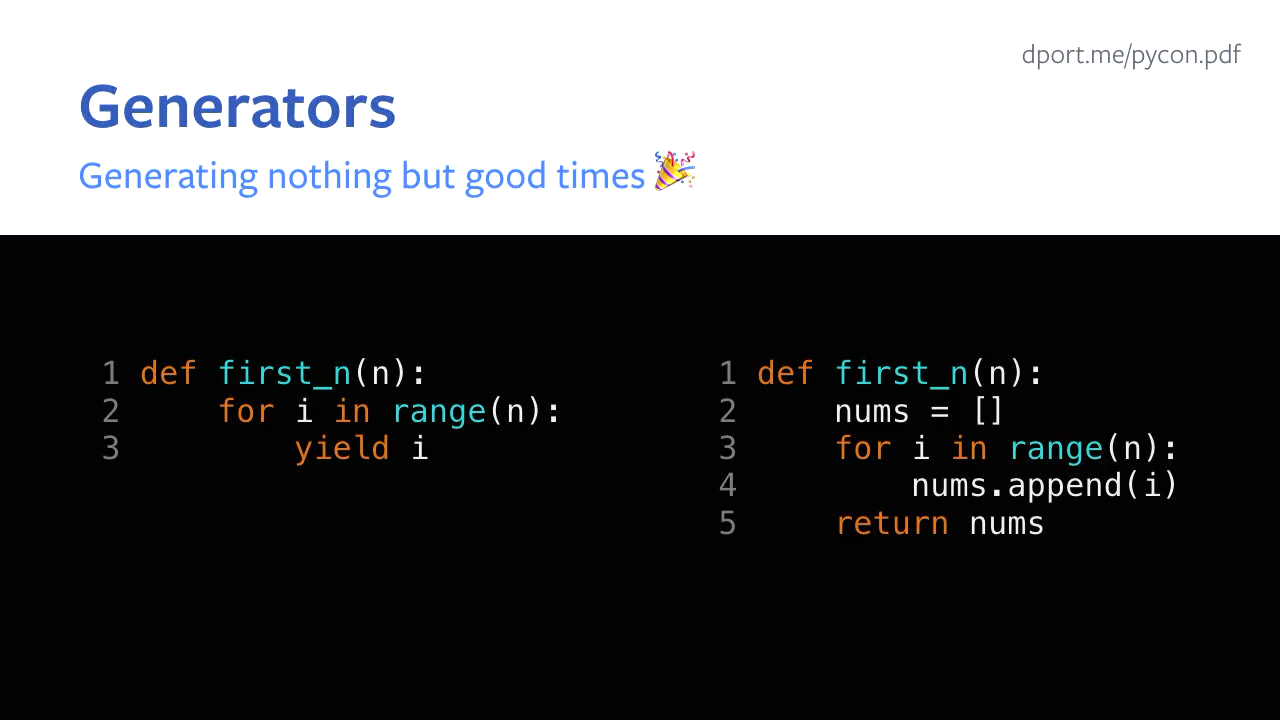 dport.me/pycon.pdf
Generators
Generating nothing but good times 🎉
1 def first_n(n):
2     for i in range(n):
3         yield i
1 def first_n(n):
2     nums = []
3     for i in range(n):
4         nums.append(i)
5     return nums